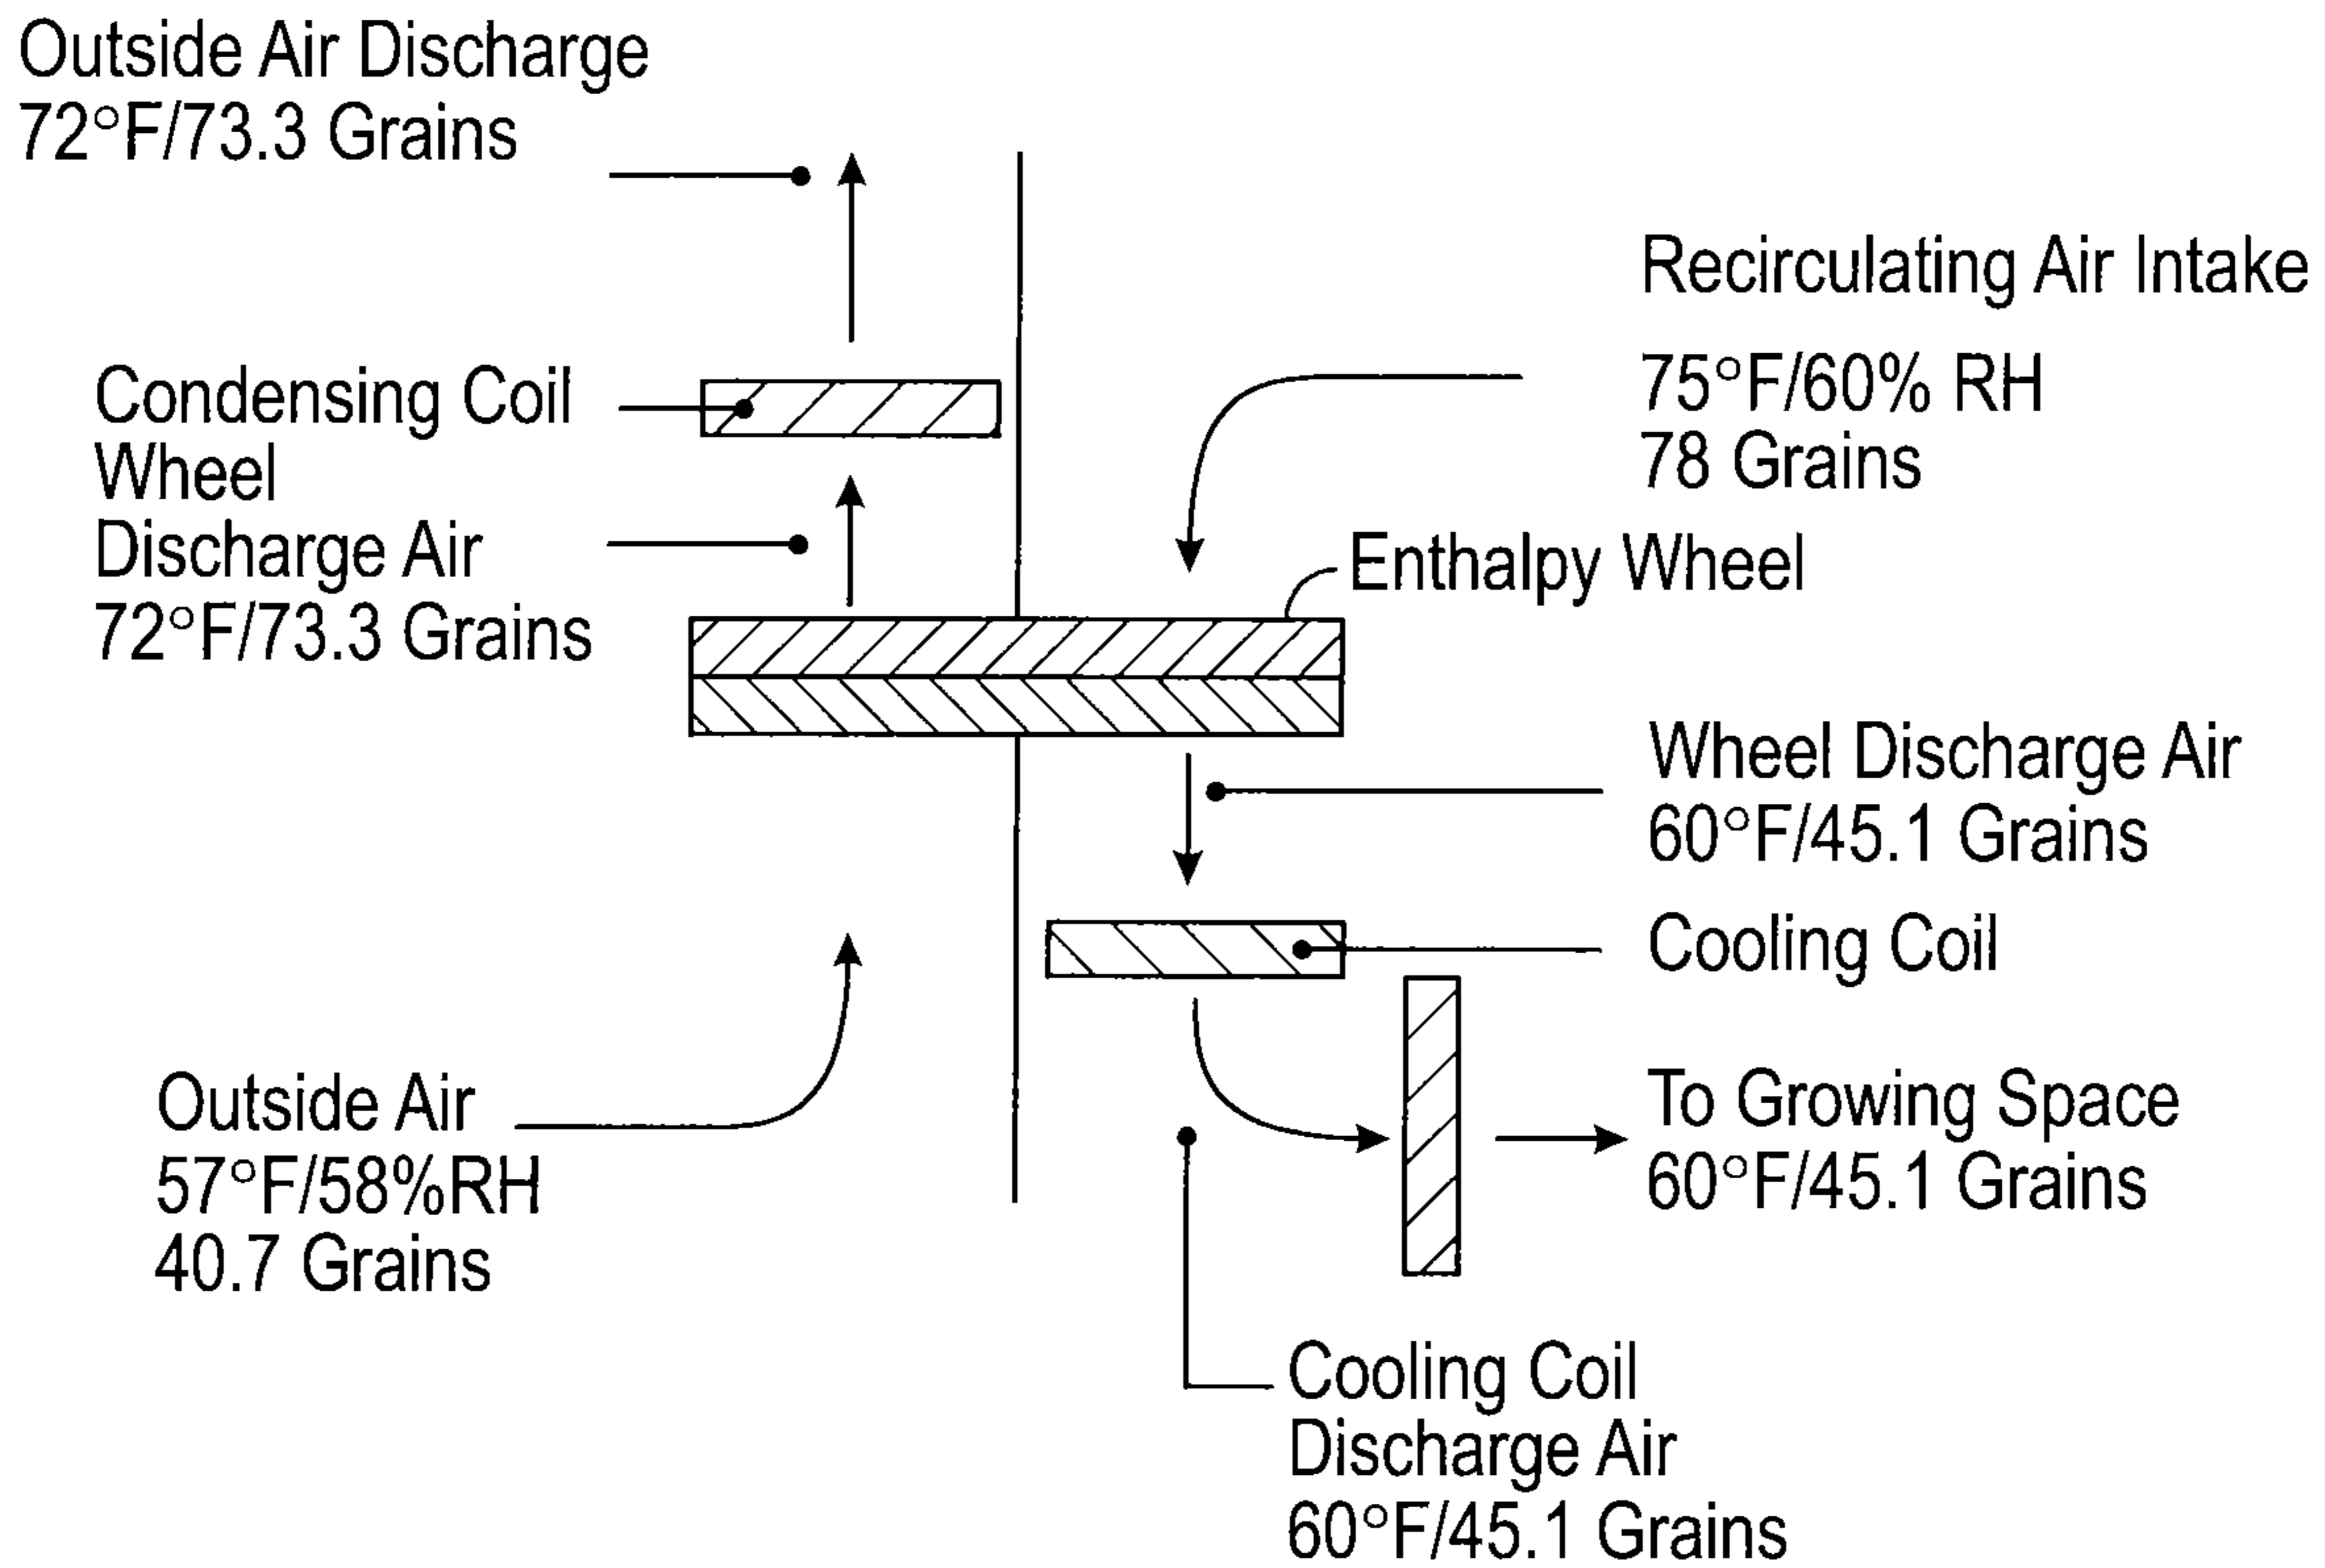 Outside Air Discharge
72°F/73.3 Grains
Recirculating Air Intake
75°F/60% RH
78 Grains
Condensing Coil
Wheel
Discharge Air
72°F/73.3 Grains
Enthalpy Wheel
Wheel Discharge Air
60°F/45.1 Grains
Cooling Coil
Outside Air
57°F/58%RH
40.7 Grains
To Growing Space
60°F/45.1 Grains
Cooling Coil
Discharge Air
60°F/45.1 Grains